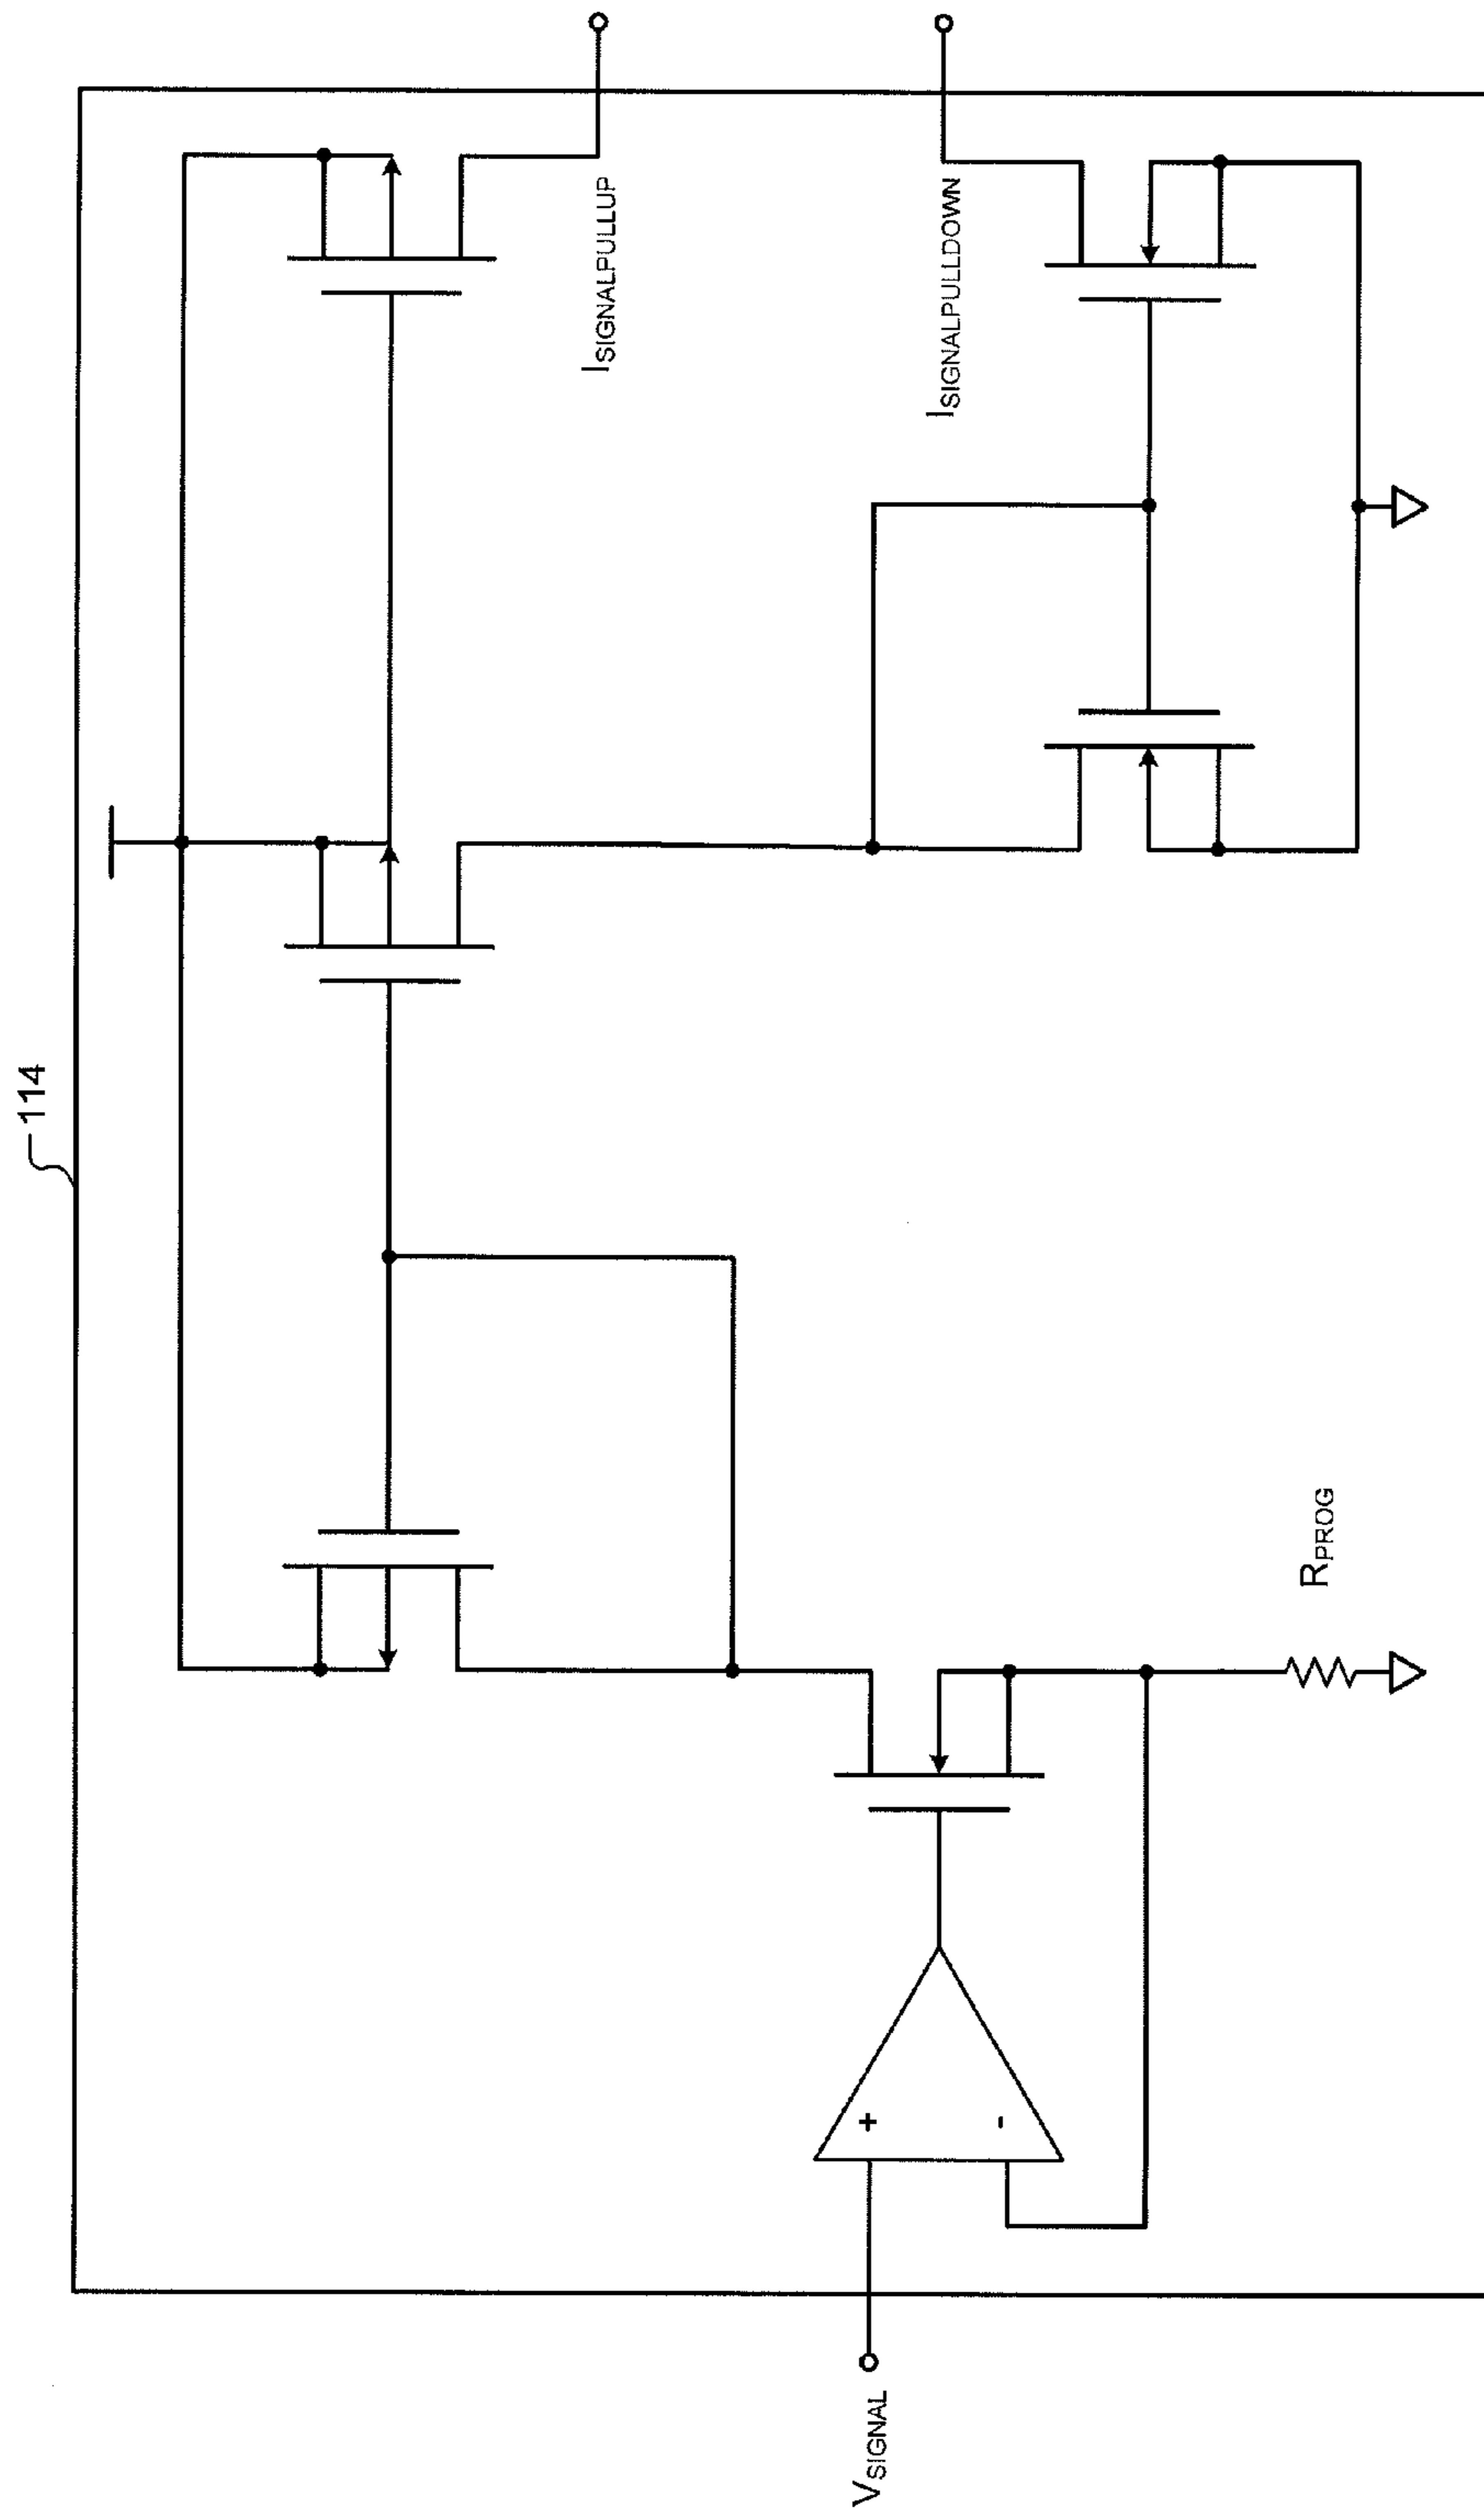 114
ISIGNALPULLUP
ISIGNALPULLDOWN
RPROG
+
-
VSIGNAL